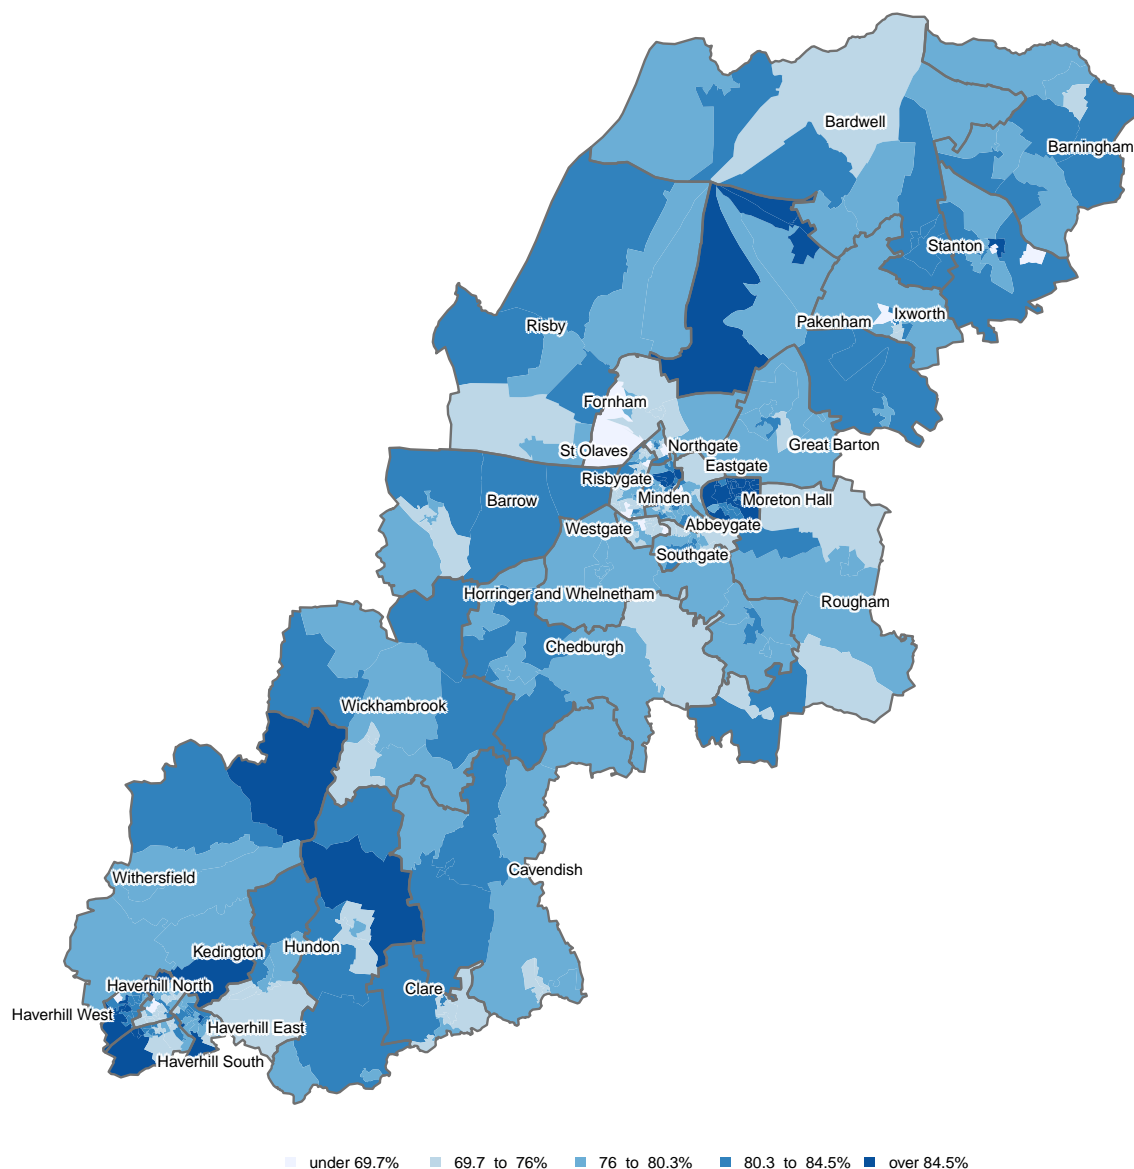 Bardwell
Barningham
Stanton
Ixworth
Pakenham
Risby
Fornham
St Olaves
Northgate
Great Barton
Eastgate
Risbygate
Minden
Moreton Hall
Barrow
Westgate
Abbeygate
Southgate
Horringer and Whelnetham
Rougham
Chedburgh
Wickhambrook
Cavendish
Withersfield
Kedington
Hundon
Haverhill North
Clare
Haverhill West
Haverhill East
Haverhill South
under 69.7% 69.7 to 76% 76 to 80.3% 80.3 to 84.5% over 84.5%